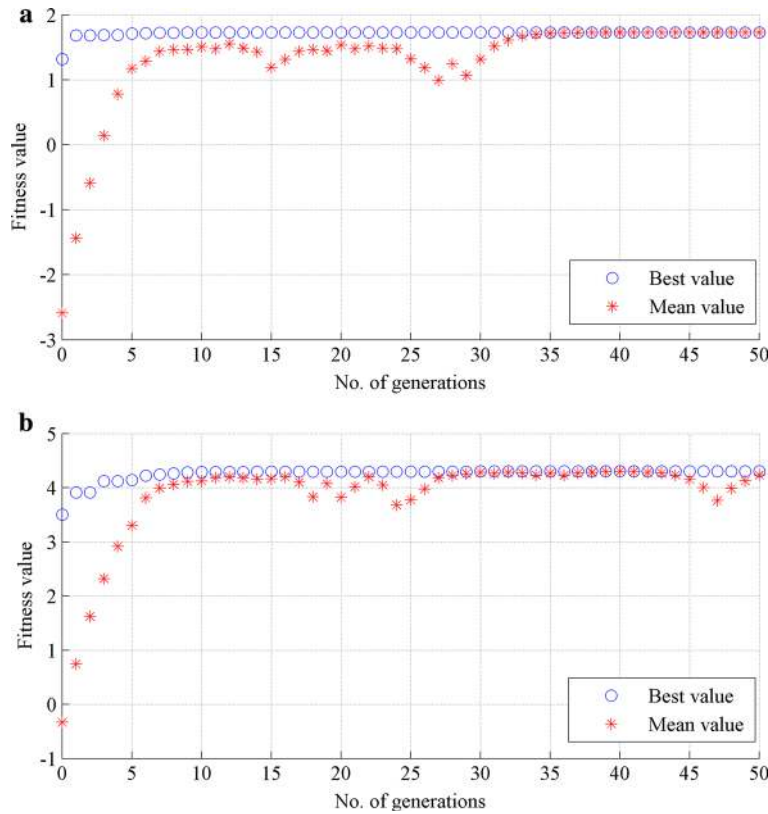 a
2
1
0
-1
-2
-3
Fitness value
Best value
Mean value
0 5 10 15 20 25 30 35 40 45 50
No. of generations
b
5
4
3
2
1
0
-1
Fitness value
Best value
Mean value
0 5 10 15 20 25 30 35 40 45 50
No. of generations